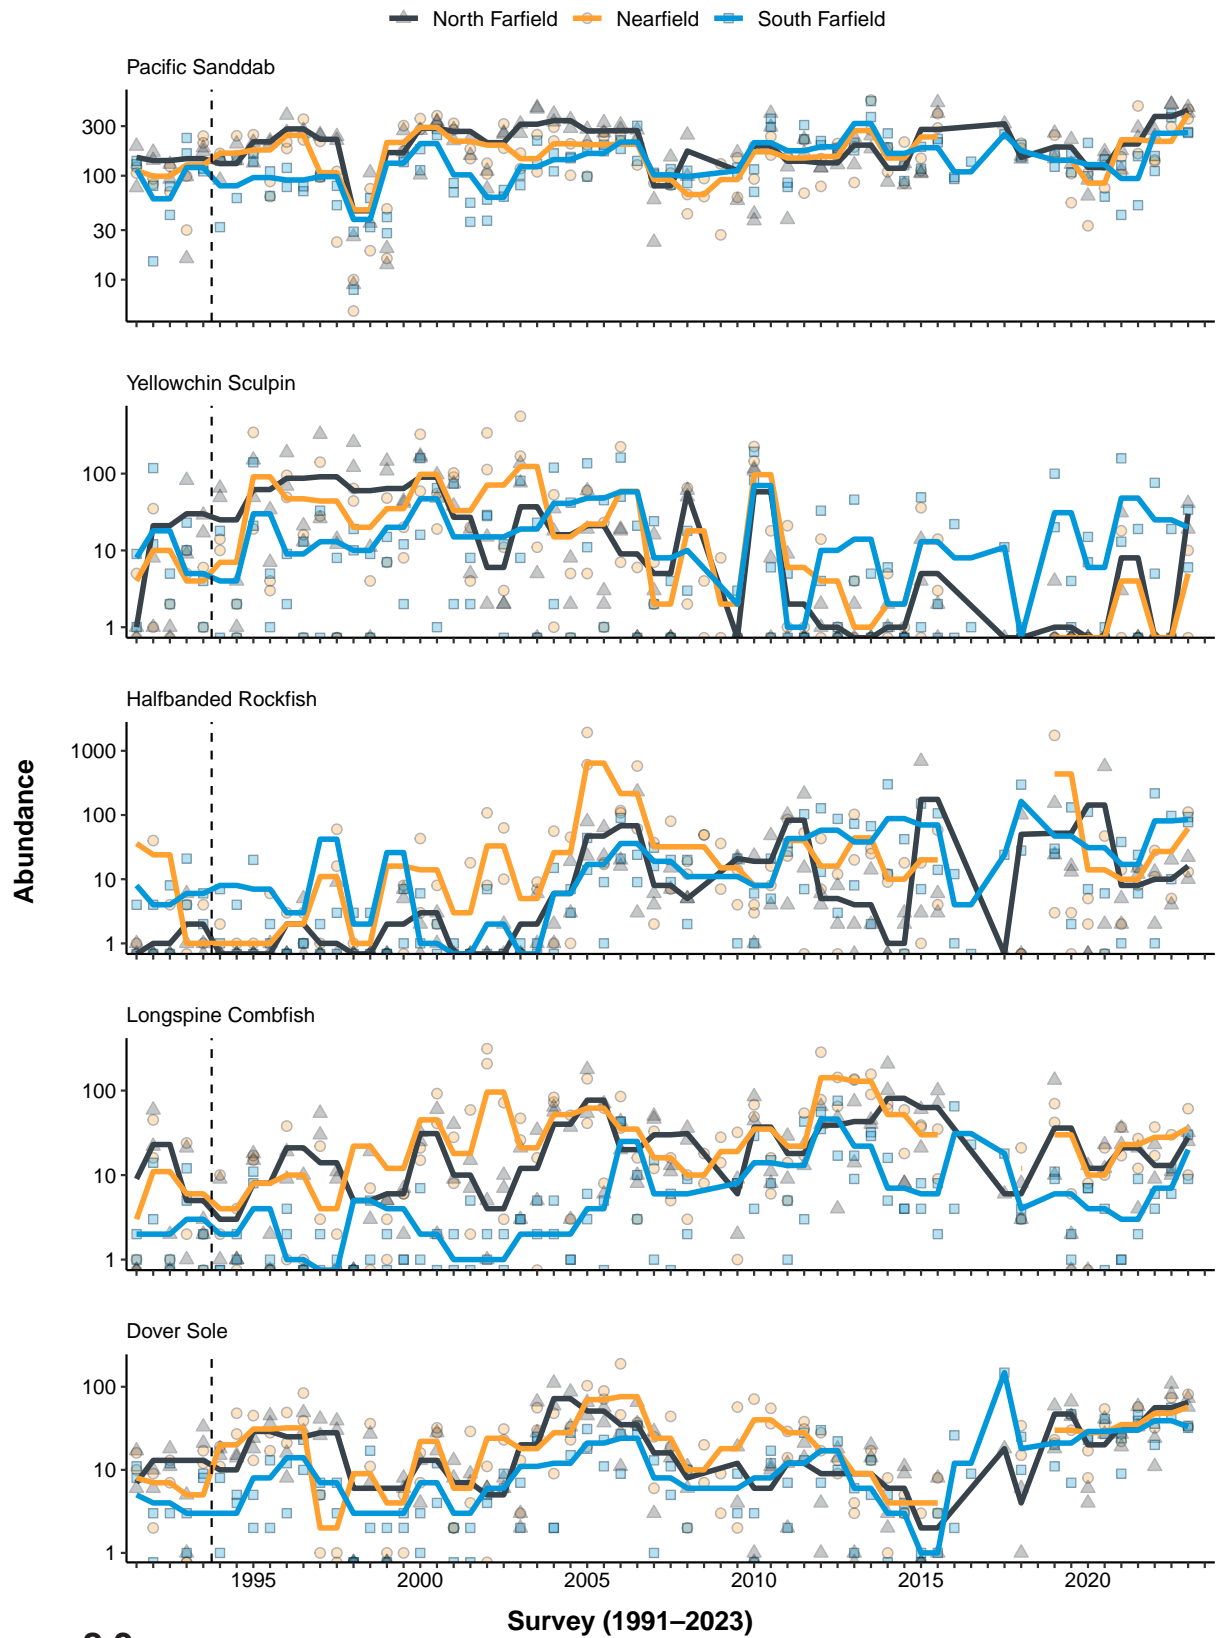 North Farfield Nearfield South Farfield
Pacific Sanddab
300
100
30
10
Yellowchin Sculpin
100
10
1
Halfbanded Rockfish
1000
100
10
1
Abundance
Longspine Combfish
100
10
1
Dover Sole
100
10
1
1995 2000 2005 2010 2015 2020
Survey (1991–2023)